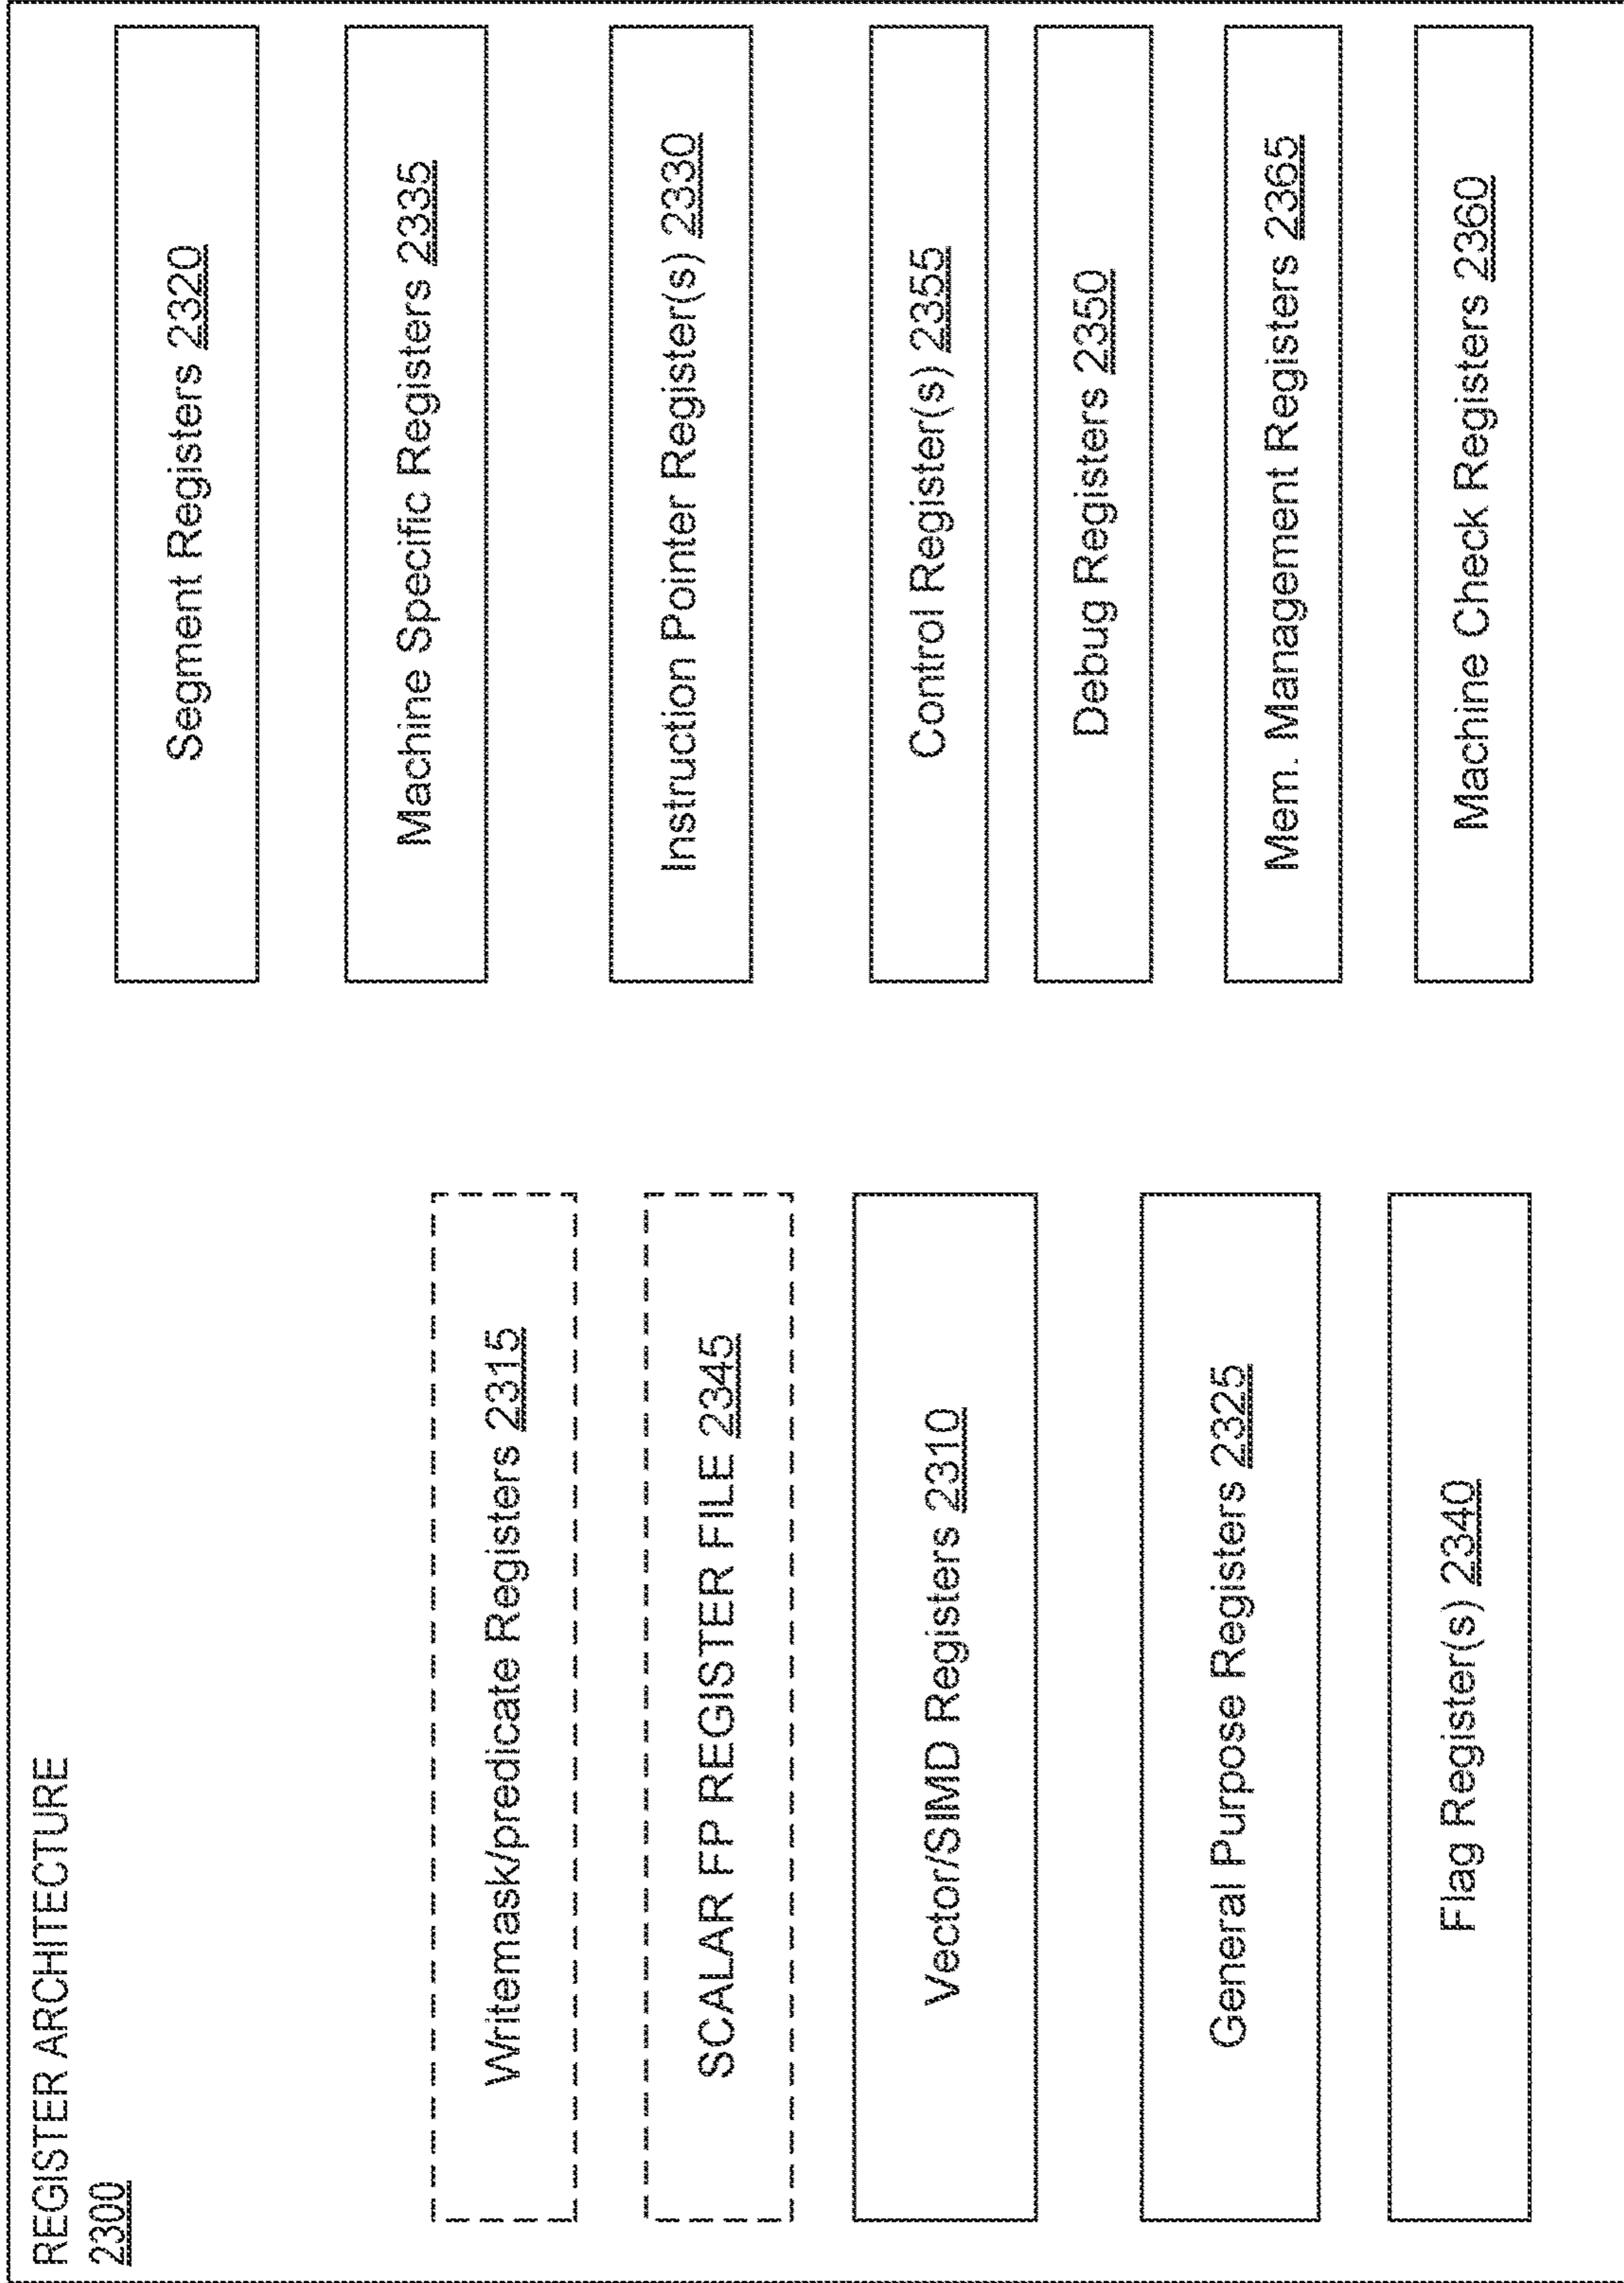 REGISTER ARCHITECTURE
2300
Writemask/predicate Registers 2315
SCALAR FP REGISTER FILE 2345
Vector/SIMD Registers 2310
General Purpose Registers 2325
Flag Register(s) 2340
Segment Registers 2320
Machine Specific Registers 2335
Instruction Pointer Register(s) 2330
Control Register(s) 2355
Debug Registers 2350
Mem. Management Registers 2365
Machine Check Registers 2360